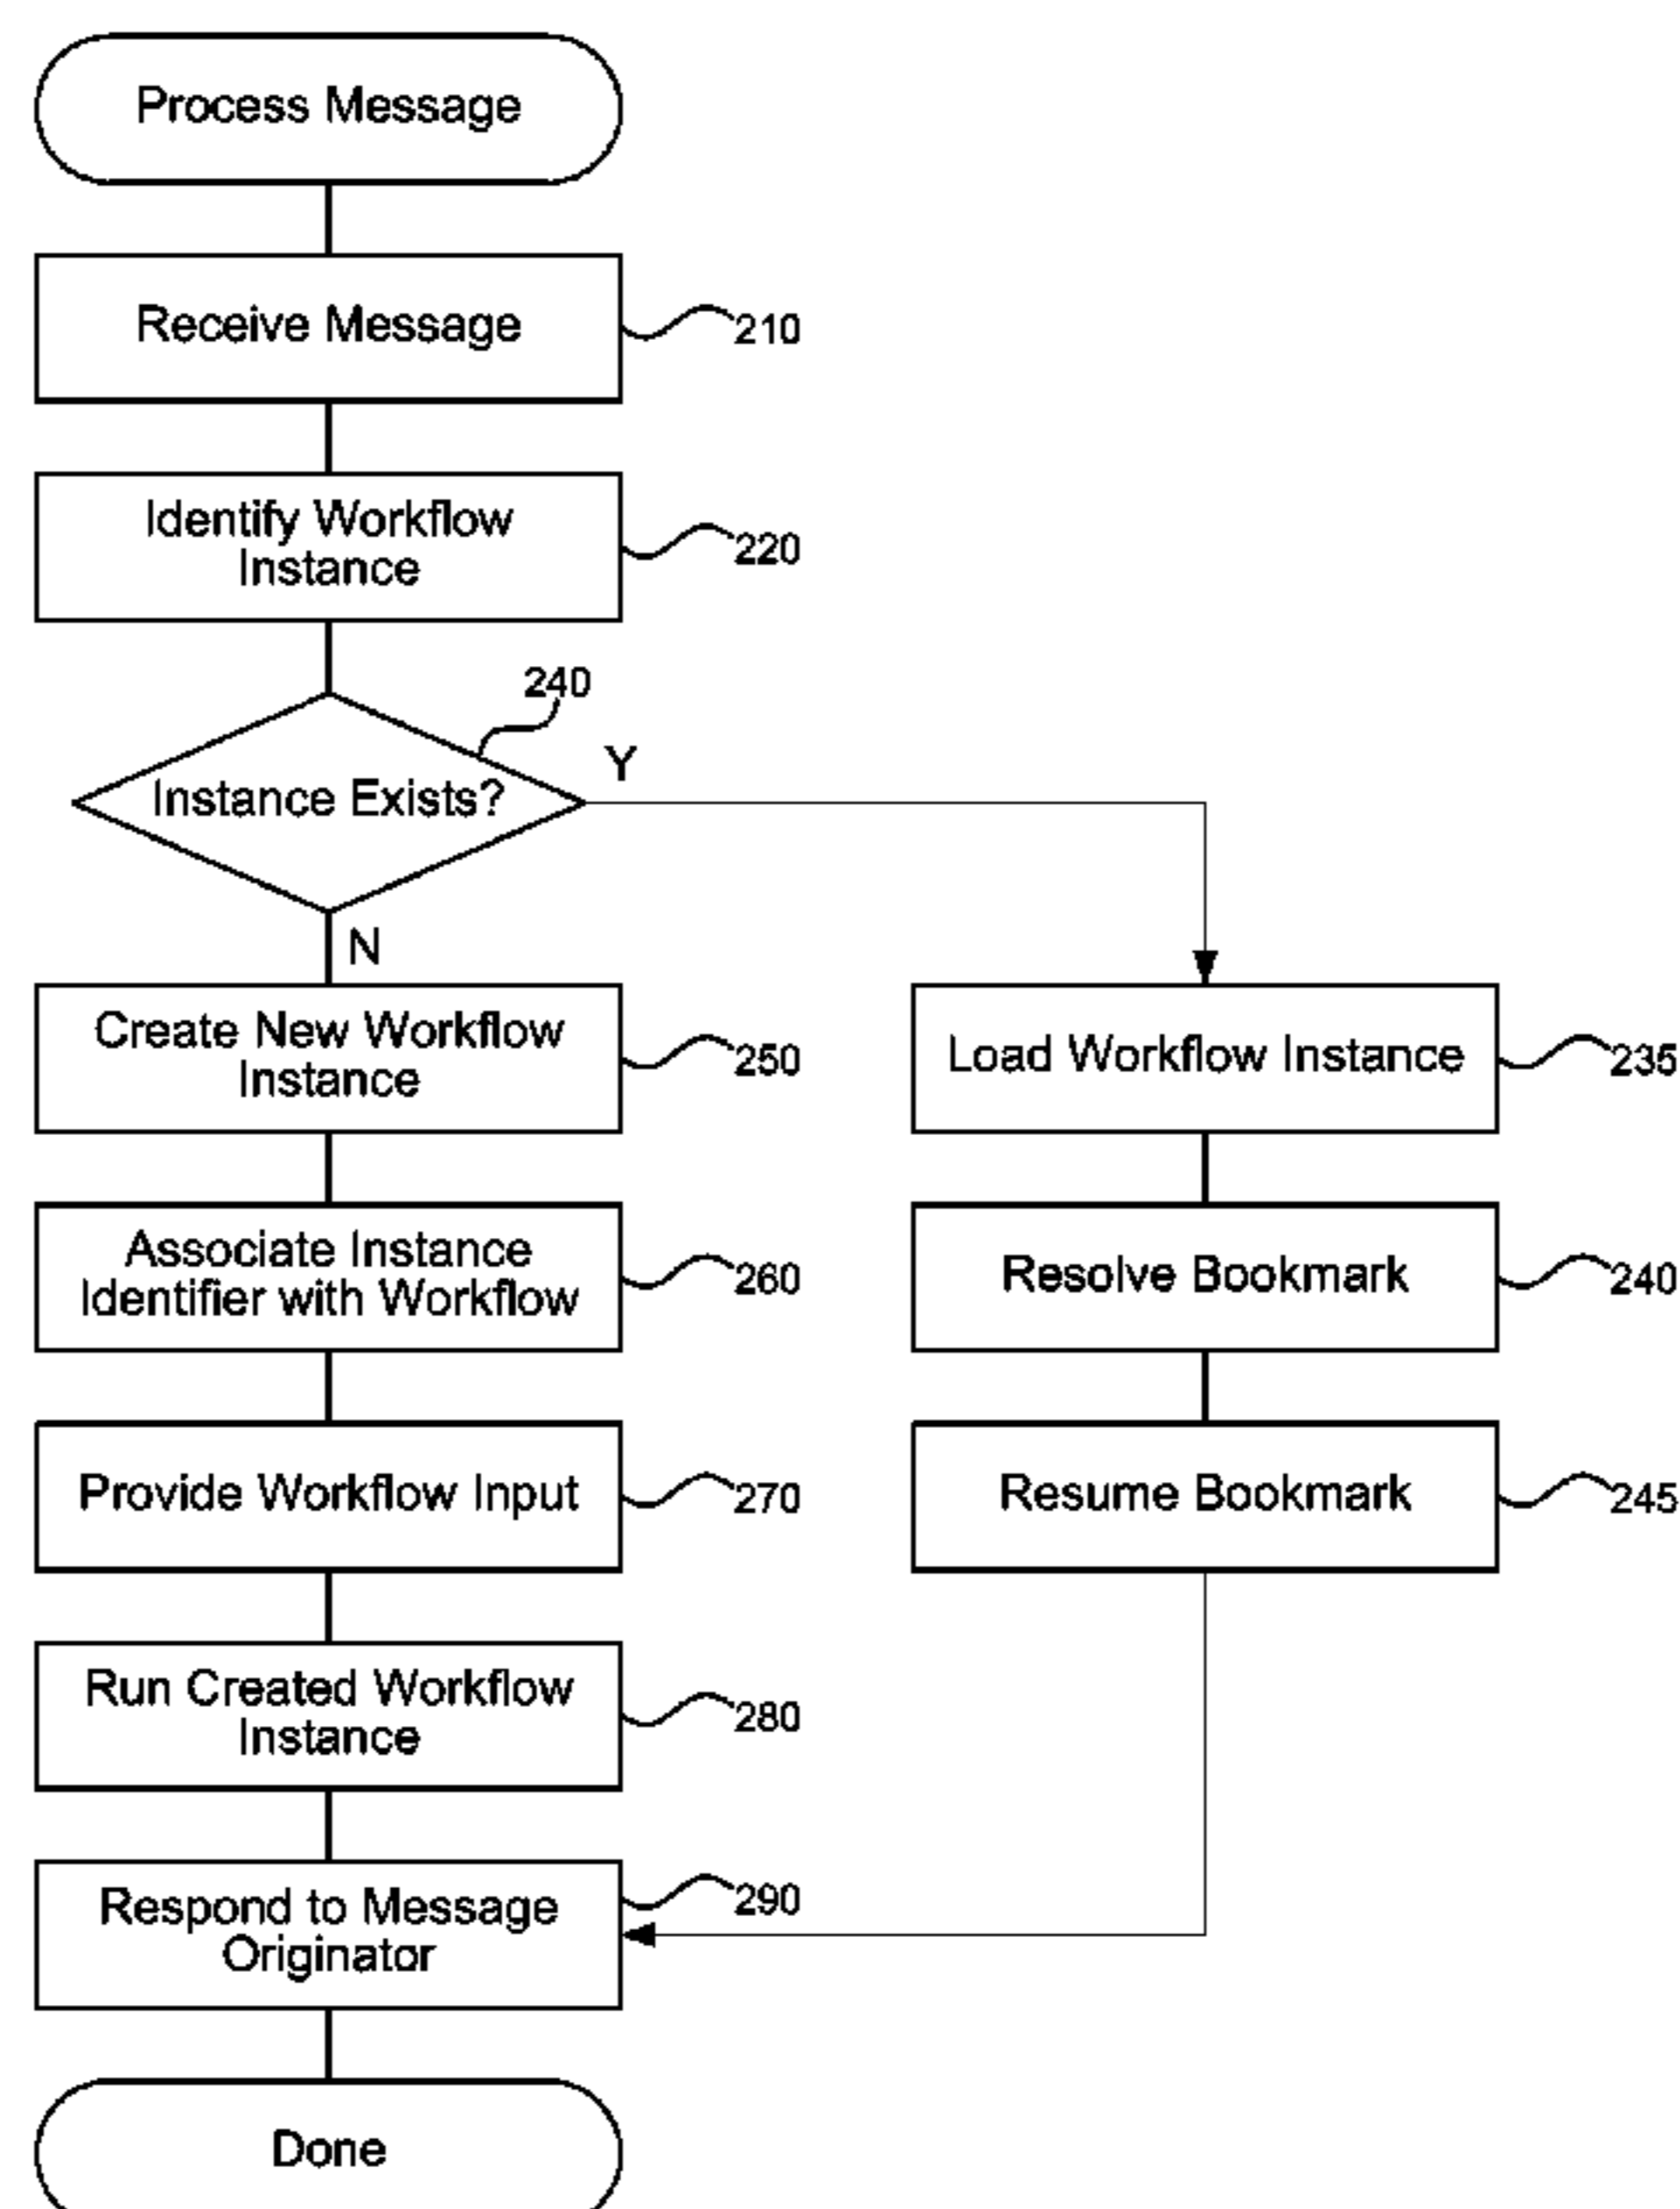 Process Message
Receive Message
210
Identify Workflow
Instance
220
240
Instance Exists?
Y
N
Create New Workflow
Instance
250
Load Workflow Instance
235
Associate Instance
Identifier with Workflow
260
Resolve Bookmark
240
Provide Workflow Input
270
Resume Bookmark
245
Run Created Workflow
Instance
280
Respond to Message
Originator
290
Done